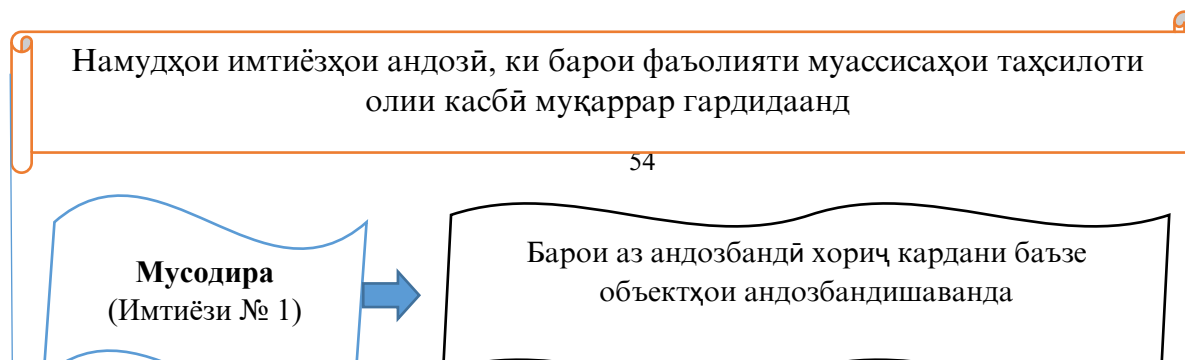 Намудҳои имтиёзҳои андозӣ, ки барои фаъолияти муассисаҳои таҳсилоти
олии касбӣ муқаррар гардидаанд
54
Мусодира
(Имтиёзи № 1)
Барои аз андозбандӣ хориҷ кардани баъзе
объектҳои андозбандишаванда